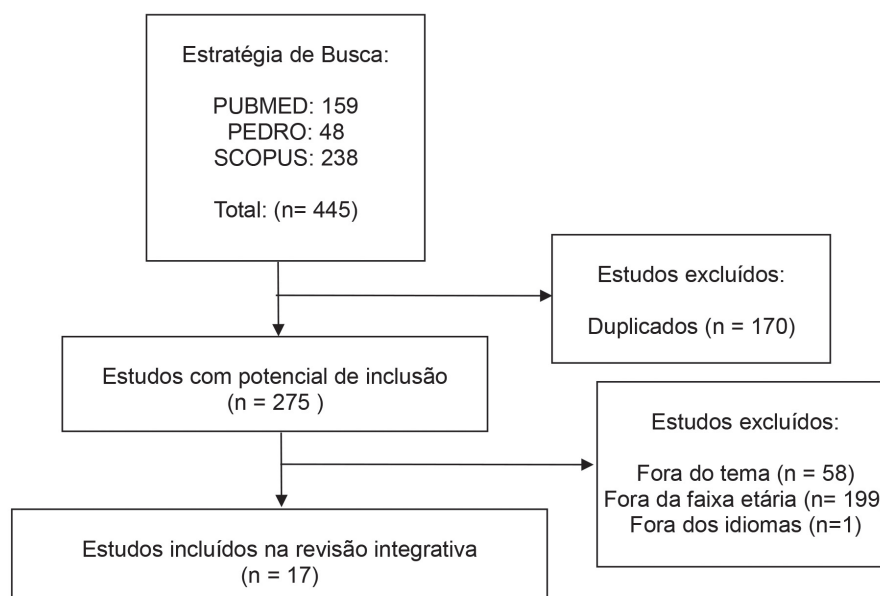 Estratégia de Busca:
PUBMED: 159
PEDRO: 48
SCOPUS: 238
Total: (n= 445)
Estudos excluídos:
Duplicados (n = 170)
Estudos com potencial de inclusão
(n = 275 )
Estudos excluídos:
Fora do tema (n = 58)
Fora da faixa etária (n= 199
Fora dos idiomas (n=1)
Estudos incluídos na revisão integrativa
(n = 17)